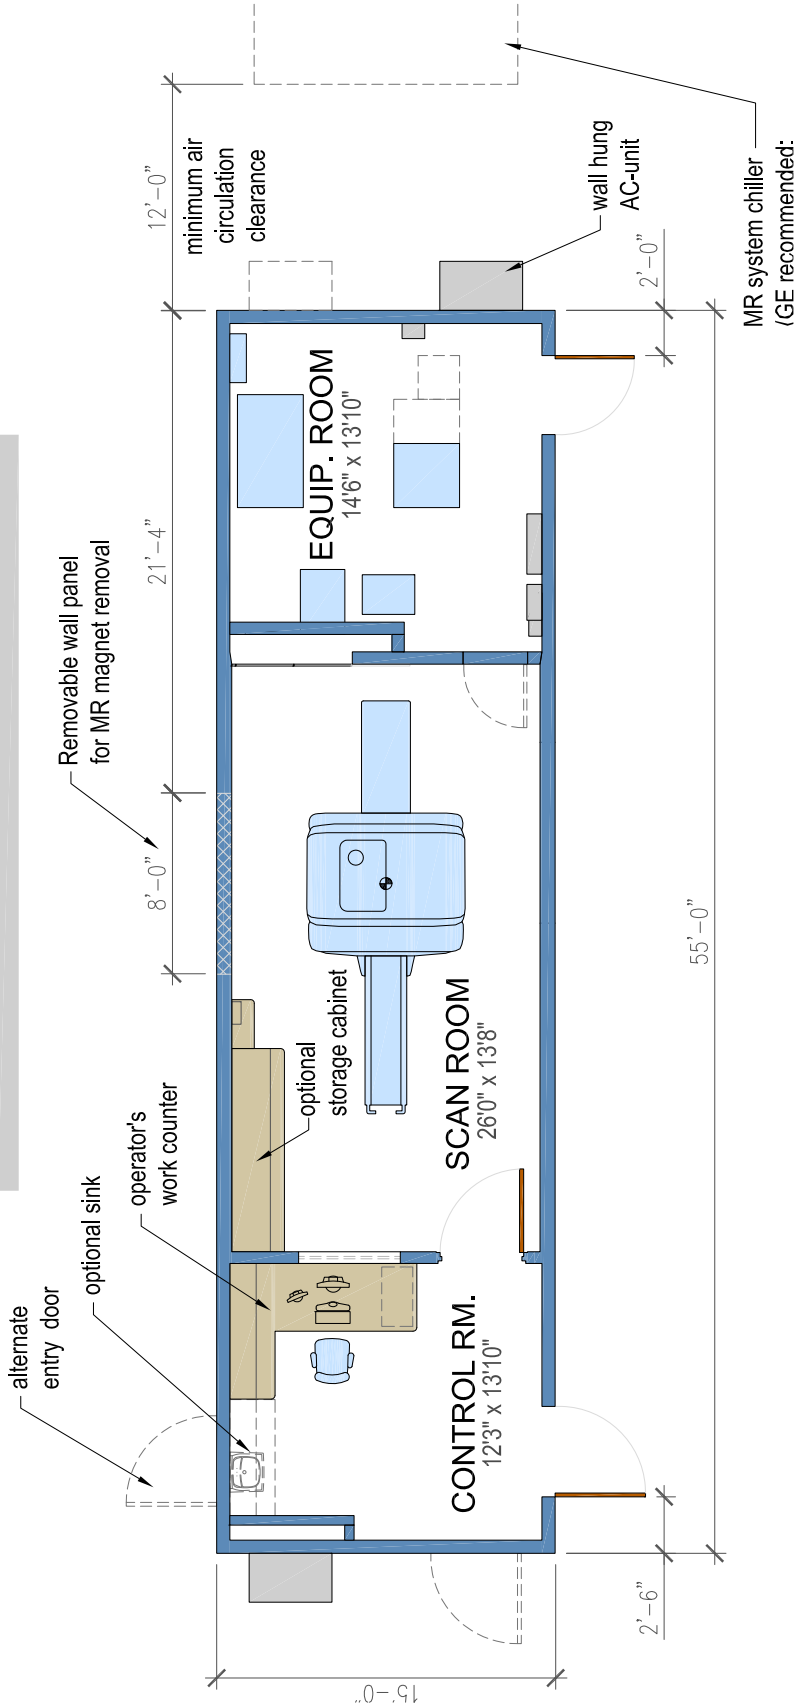 alternate
entry door
optional sink
operator's
work counter
Removable wall panel
for MR magnet removal
minimum air
circulation
clearance
8'-0"
21'-4"
12'-0"
optional
storage cabinet
CONTROL RM.
12'3" x 13'10"
SCAN ROOM
26'0" x 13'8"
EQUIP. ROOM
14'6" x 13'10"
wall hung
AC-unit
15'-0"
2'-6"
2'-0"
55'-0"
MR system chiller
(GE recommended: